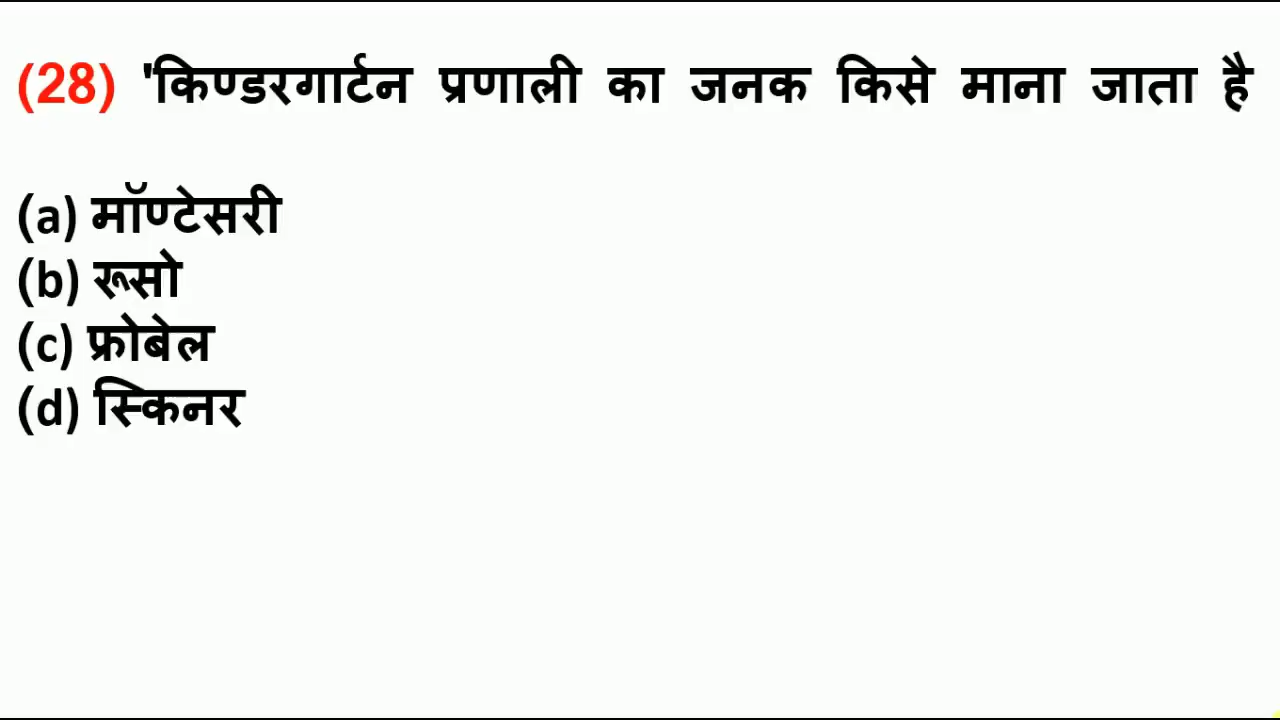 (28) 'किण्डरगार्टन प्रणाली का जनक किसे माना जाता है
(a) मॉण्टेसरी
(b) रूसो
(c) फ्रोबेल
(d) स्किनर